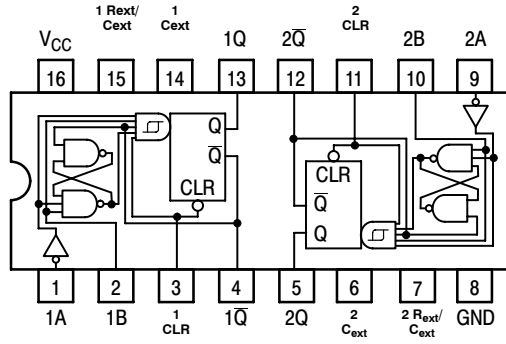 1 Rext/ 1 2
Cext Cext CLR
VCC 1Q 2Q̅ 2B 2A
16 15 14 13 12 11 10 9
Q
Q̅
CLR
CLR
Q̅
Q
1 2 3 4 5 6 7 8
1A 1B 1 CLR 1Q̅ 2Q 2 Cext 2 Rext/ Cext GND